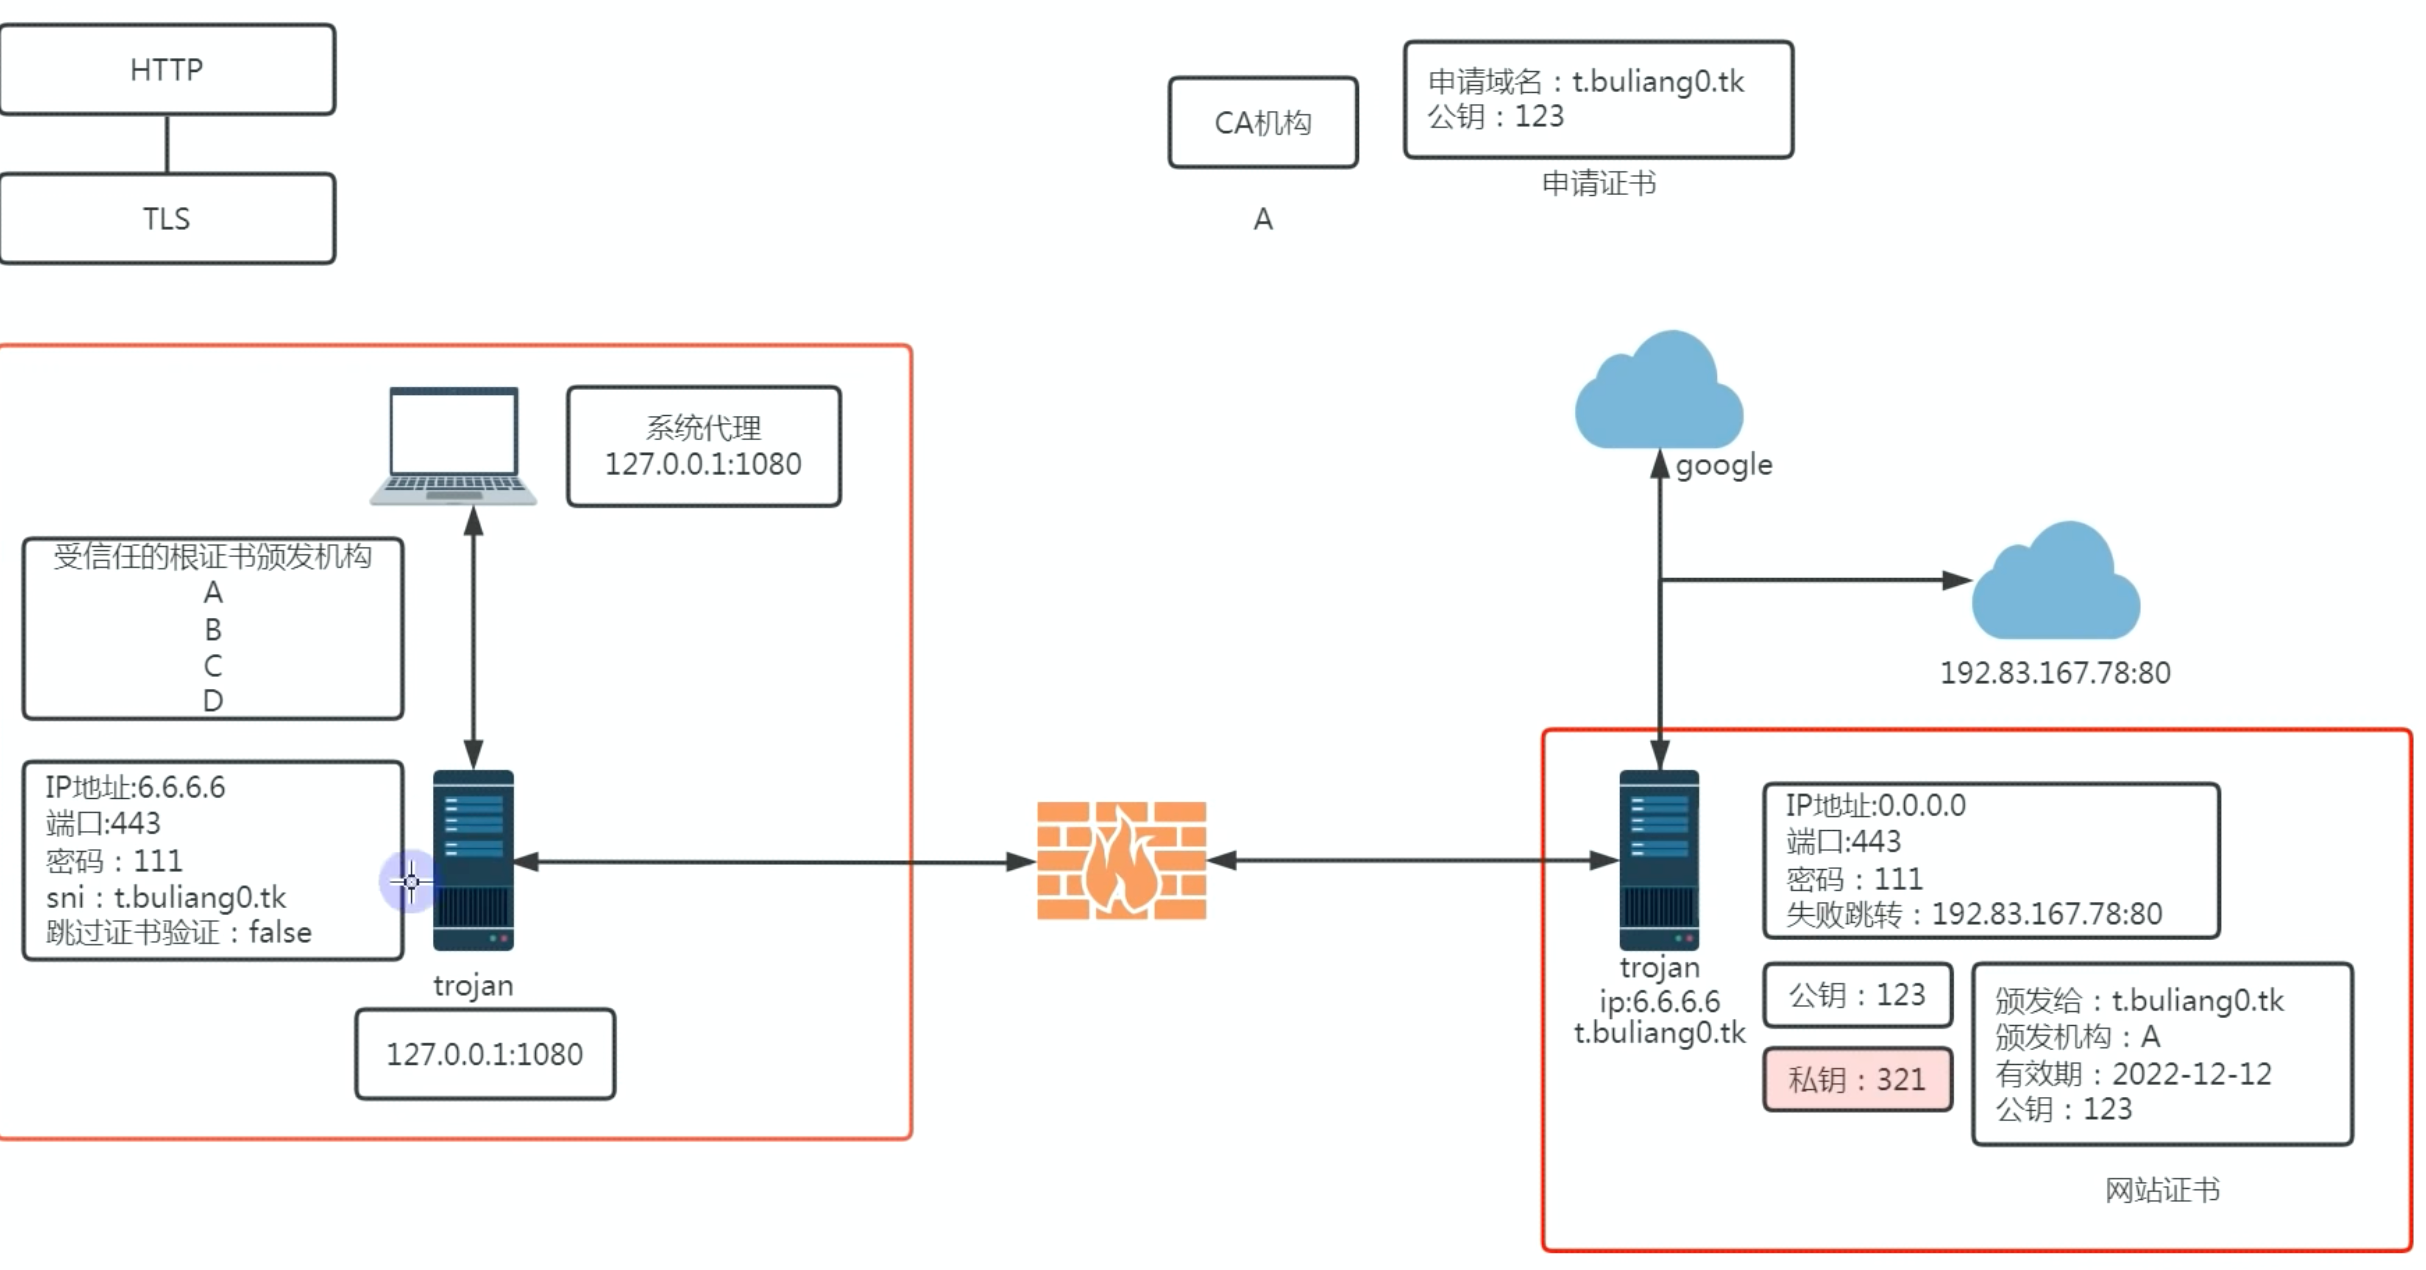 HTTP
TLS
CA机构
A
申请域名：t.buliang0.tk
公钥：123
申请证书
系统代理
127.0.0.1:1080
受信任的根证书颁发机构
A
B
C
D
IP地址:6.6.6.6
端口:443
密码：111
sni：t.buliang0.tk
跳过证书验证：false
trojan
127.0.0.1:1080
google
192.83.167.78:80
trojan
ip:6.6.6.6
t.buliang0.tk
IP地址:0.0.0.0
端口:443
密码：111
失败跳转：192.83.167.78:80
公钥：123
私钥：321
颁发给：t.buliang0.tk
颁发机构：A
有效期：2022-12-12
公钥：123
网站证书